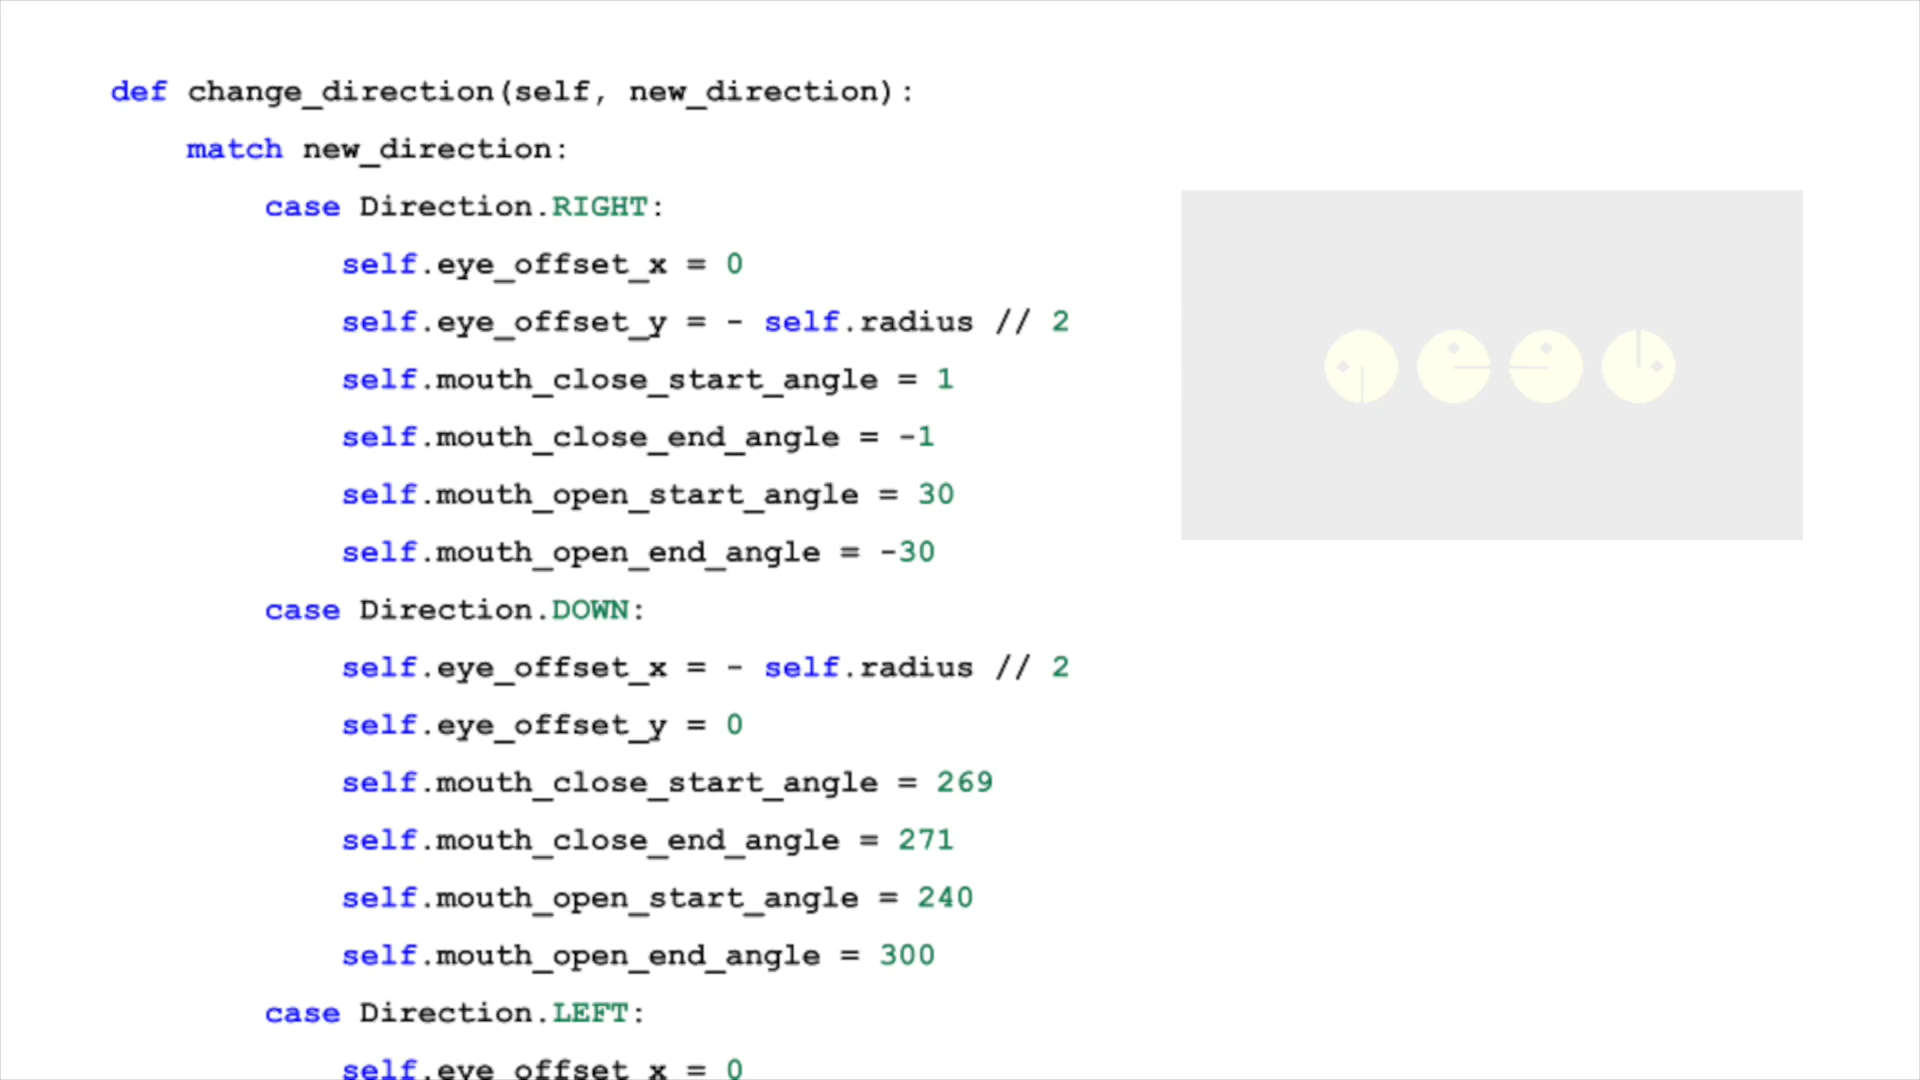 def change_direction(self, new_direction):
match new_direction:
case Direction.RIGHT:
self.eye_offset_x = 0
self.eye_offset_y = - self.radius // 2
self.mouth_close_start_angle = 1
self.mouth_close_end_angle = -1
self.mouth_open_start_angle = 30
self.mouth_open_end_angle = -30
case Direction.DOWN:
self.eye_offset_x = - self.radius // 2
self.eye_offset_y = 0
self.mouth_close_start_angle = 269
self.mouth_close_end_angle = 271
self.mouth_open_start_angle = 240
self.mouth_open_end_angle = 300
case Direction.LEFT:
self.eye_offset_x = 0